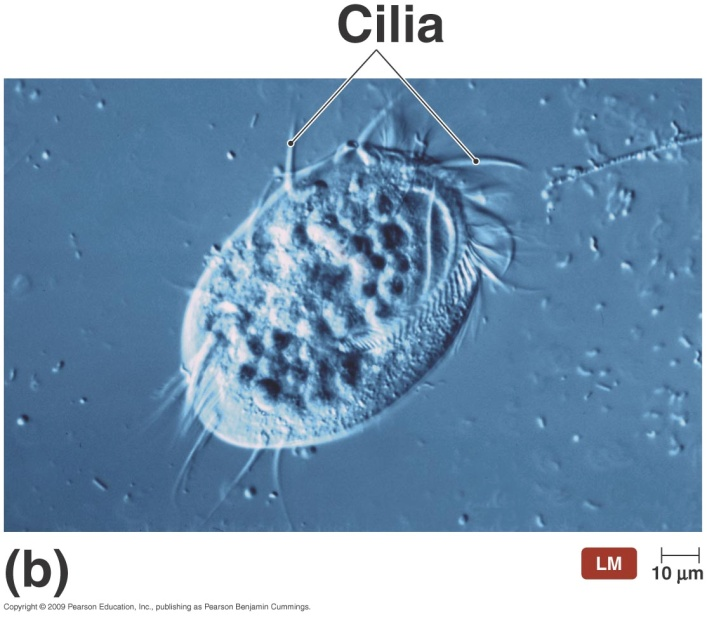 Cilia
(b)
LM
10 µm
Copyright © 2009 Pearson Education, Inc., publishing as Pearson Benjamin Cummings.